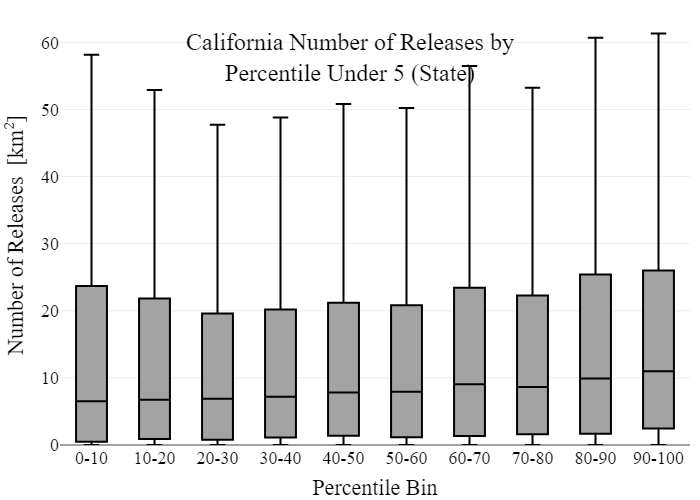 California Number of Releases by
Percentile Under 5 (State)
Number of Releases [km²]
60
50
40
30
20
10
0
0-10 10-20 20-30 30-40 40-50 50-60 60-70 70-80 80-90 90-100
Percentile Bin